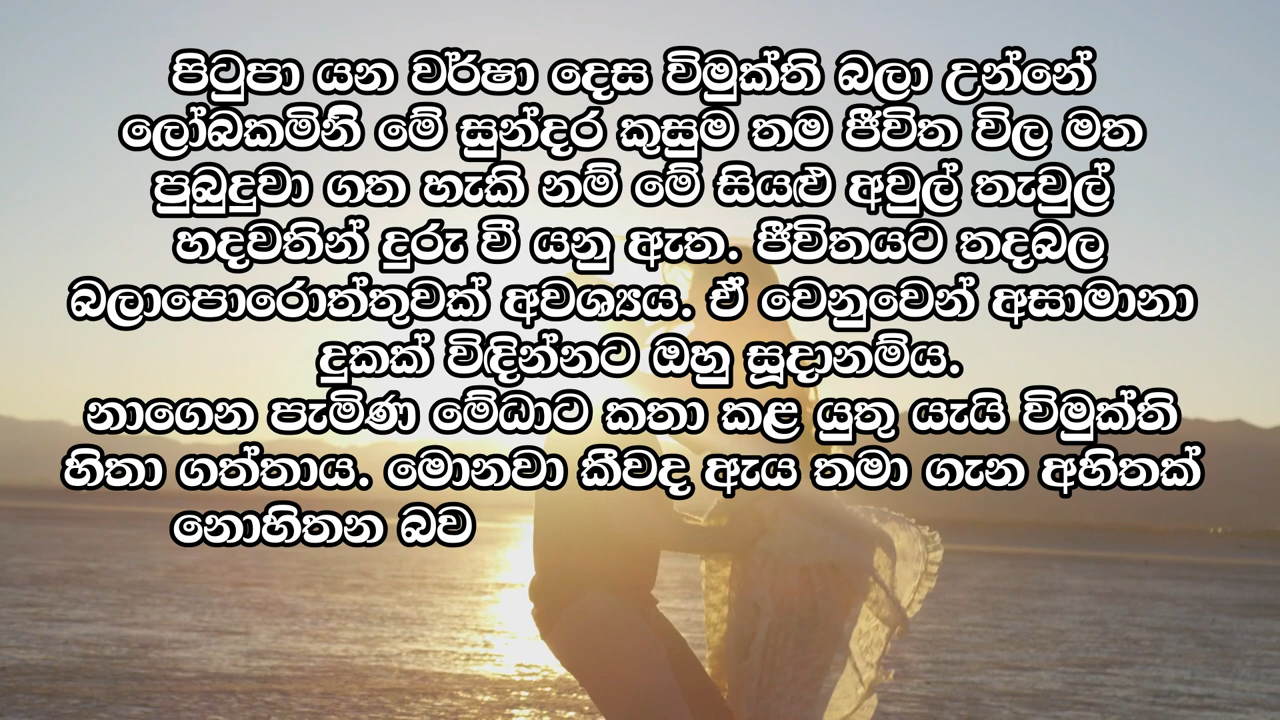 පිටුපා යන වර්ෂා දෙස විමුක්ති බලා උන්නේ
ලෝබකමිනි මේ සුන්දර කුසුම තම ජීවිත විල මත
පුබුදුවා ගත හැකි නම් මේ සියළු අවුල් තැවුල්
හදවතින් දුරු වී යනු ඇත. ජීවිතයට තදබල
බලාපොරොත්තුවක් අවශ්‍යය. ඒ වෙනුවෙන් අසාමානා
දුකක් විඳින්නට ඔහු සූදානම්ය.
නාගෙන පැමිණ මේධාට කතා කළ යුතු යැයි විමුක්ති
හිතා ගත්තාය. මොනවා කීවද ඇය තමා ගැන අහිතක්
නොහිතන බව